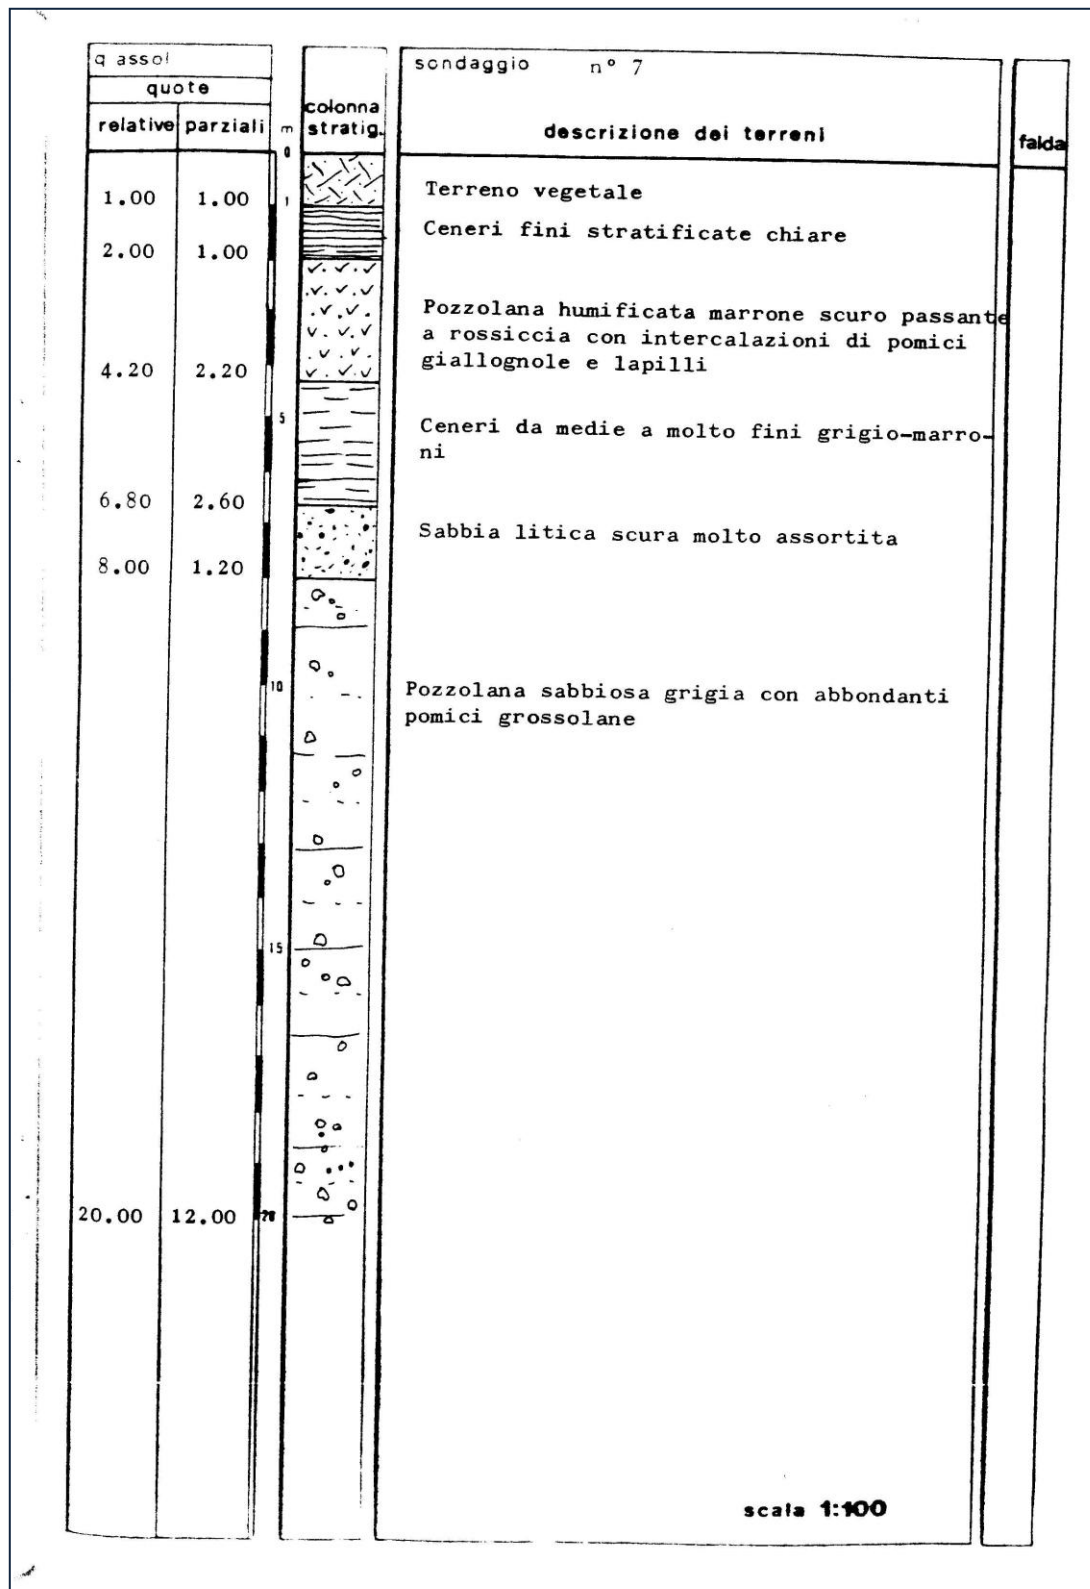 q assol
quote
relative parziali
m
colonna
stratig.
sondaggio nº 7
descrizione dei terreni
falda
0
1.00 1.00 1
Terreno vegetale
2.00 1.00
Ceneri fini stratificate chiare
Pozzolana humificata marrone scuro passante
a rossiccia con intercalazioni di pomici
giallognole e lapilli
4.20 2.20
5
Ceneri da medie a molto fini grigio-marro-
ni
6.80 2.60
Sabbia litica scura molto assortita
8.00 1.20
10
Pozzolana sabbiosa grigia con abbondanti
pomici grossolane
15
20.00 12.00 20
scala 1:100